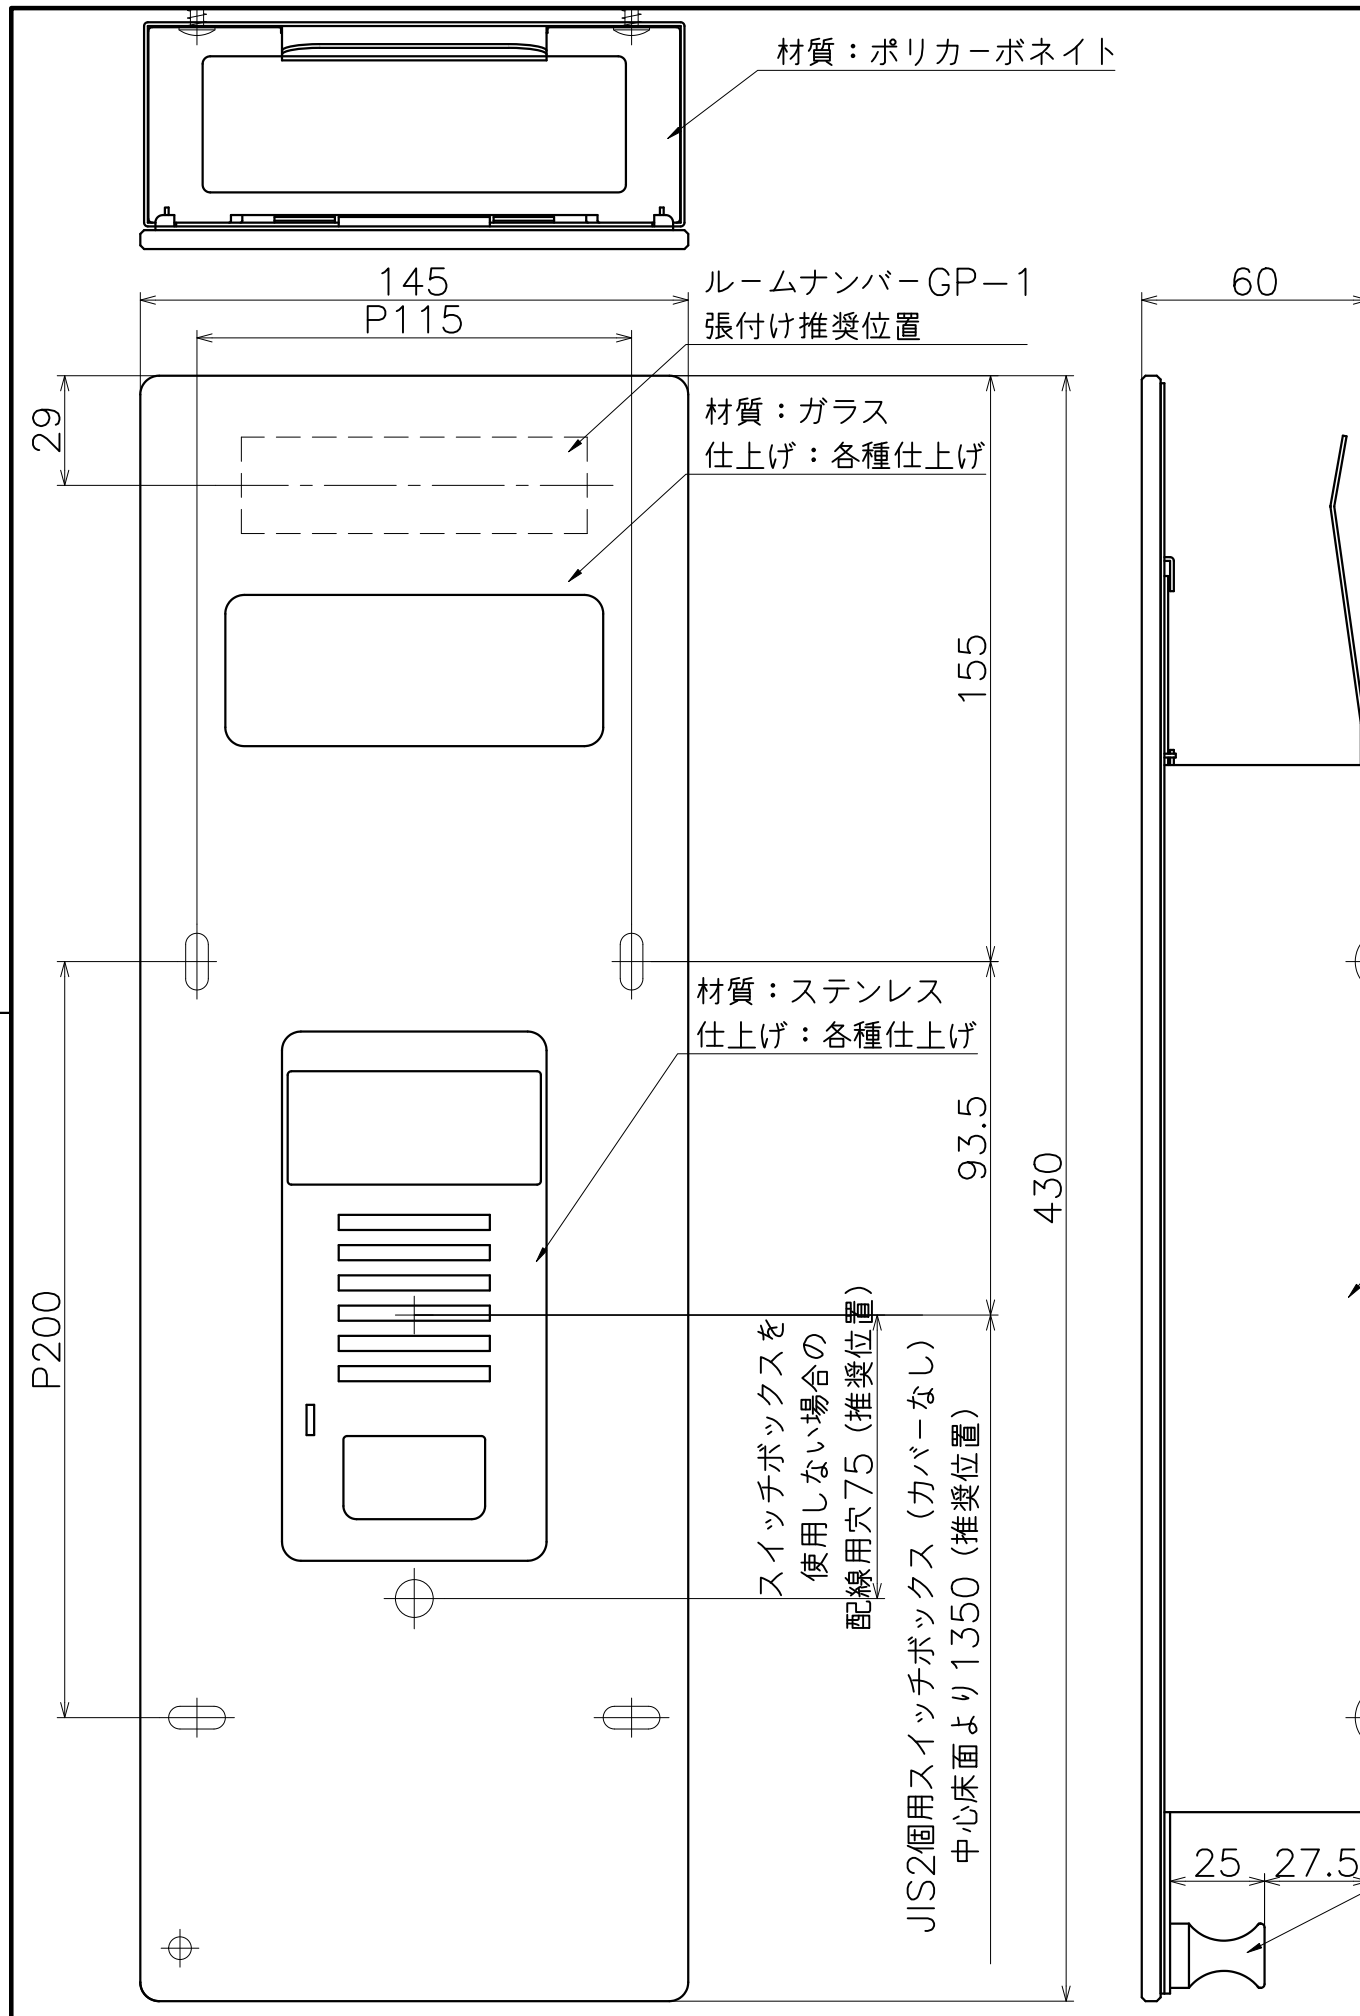 材質：ポリカーボネイト
145
P115
ルームナンバーGP-1
張付け推奨位置
60
29
材質：ガラス
仕上げ：各種仕上げ
155
材質：ステンレス
仕上げ：各種仕上げ
93.5
430
P200
スイッチボックスを
使用しない場合の
配線用穴75（推奨位置）
JIS2個用スイッチボックス（カバーなし）
中心床面より1350（推奨位置）
25
27.5